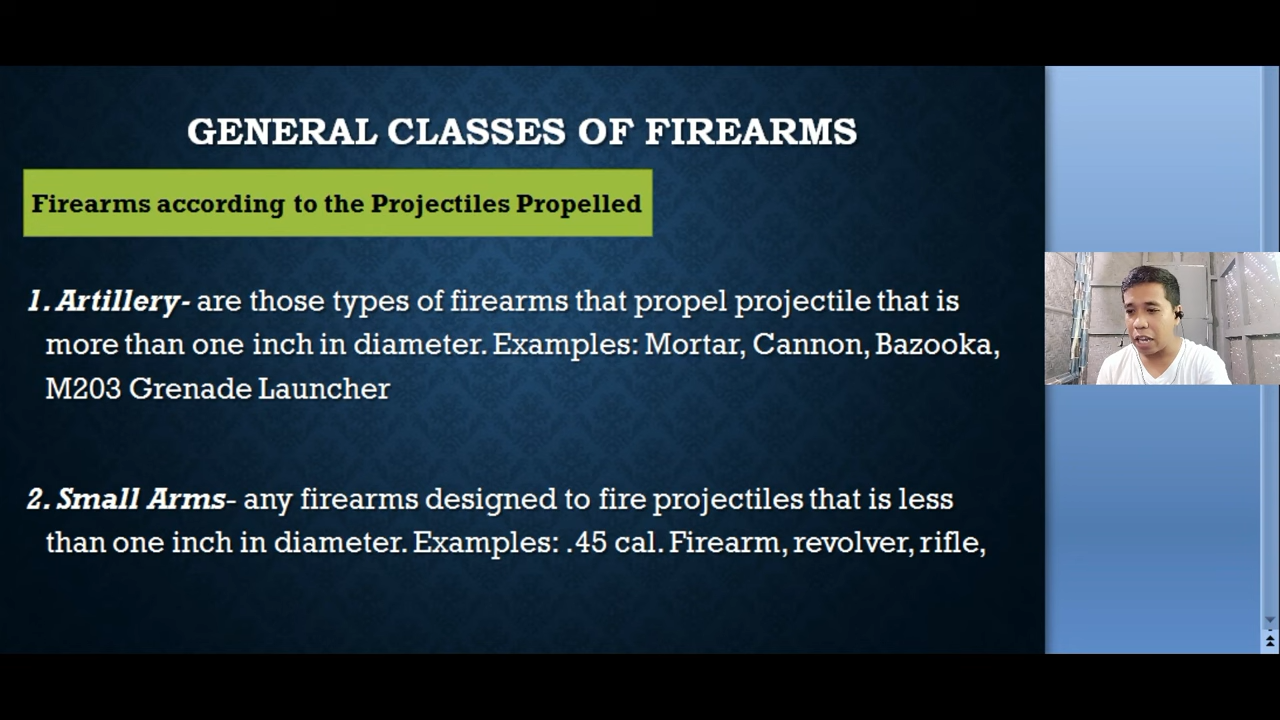 GENERAL CLASSES OF FIREARMS
Firearms according to the Projectiles Propelled
1. Artillery- are those types of firearms that propel projectile that is
more than one inch in diameter. Examples: Mortar, Cannon, Bazooka,
M203 Grenade Launcher
2. Small Arms- any firearms designed to fire projectiles that is less
than one inch in diameter. Examples: .45 cal. Firearm, revolver, rifle,